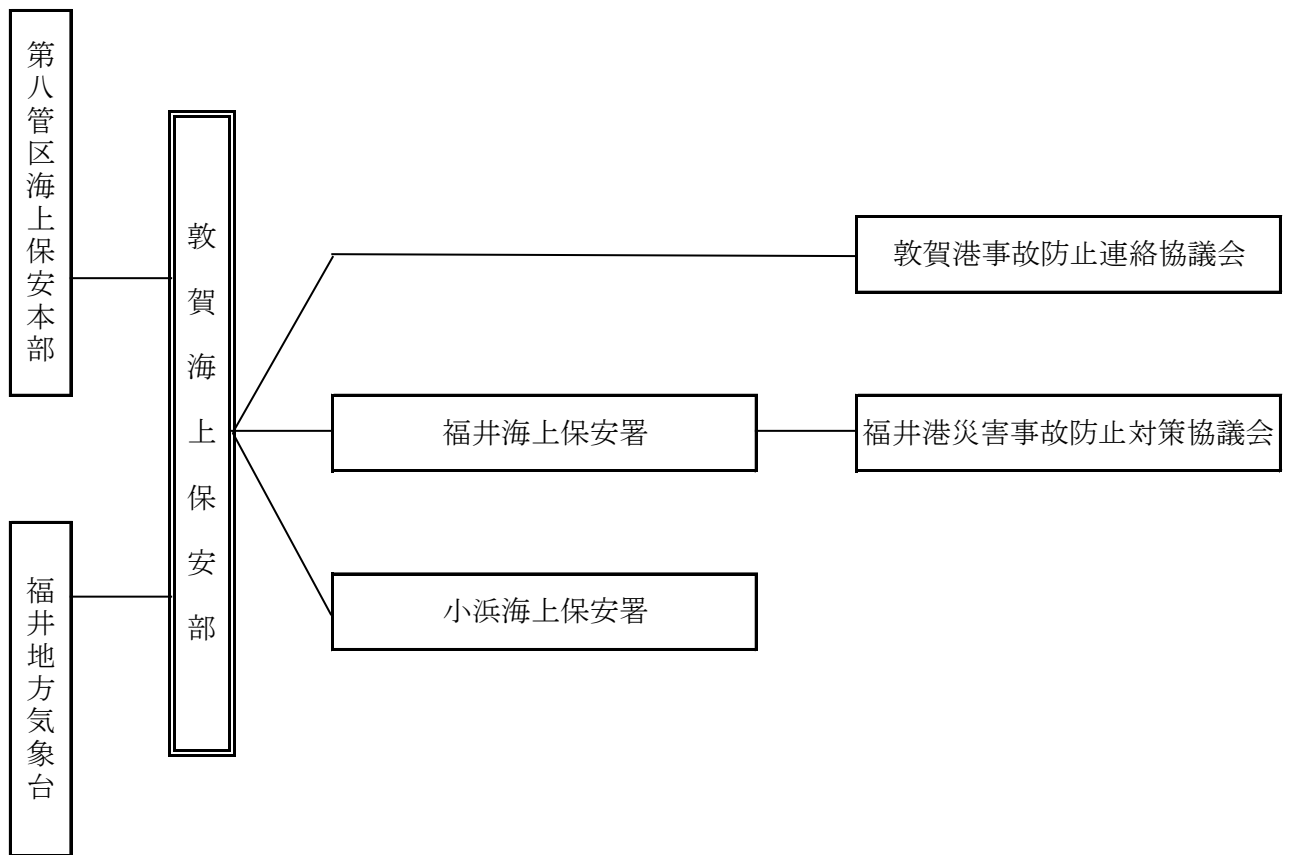 第八管区海上保安本部
福井地方気象台
敦賀海上保安部
敦賀港事故防止連絡協議会
福井海上保安署
福井港災害事故防止対策協議会
小浜海上保安署